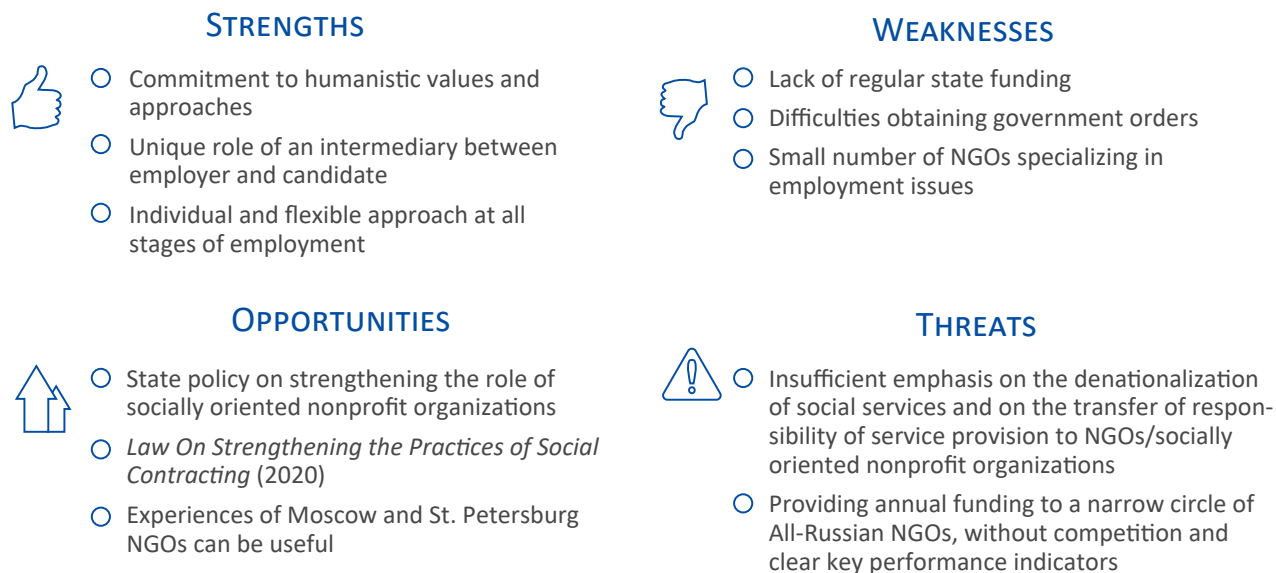 STRENGTHS
Commitment to humanistic values and
approaches
Unique role of an intermediary between
employer and candidate
Individual and flexible approach at all
stages of employment
WEAKNESSES
Lack of regular state funding
Difficulties obtaining government orders
Small number of NGOs specializing in
employment issues
OPPORTUNITIES
State policy on strengthening the role of
socially oriented nonprofit organizations
Law On Strengthening the Practices of Social
Contracting (2020)
Experiences of Moscow and St. Petersburg
NGOs can be useful
THREATS
Insufficient emphasis on the denationalization
of social services and on the transfer of respon-
sibility of service provision to NGOs/socially
oriented nonprofit organizations
Providing annual funding to a narrow circle of
All-Russian NGOs, without competition and
clear key performance indicators